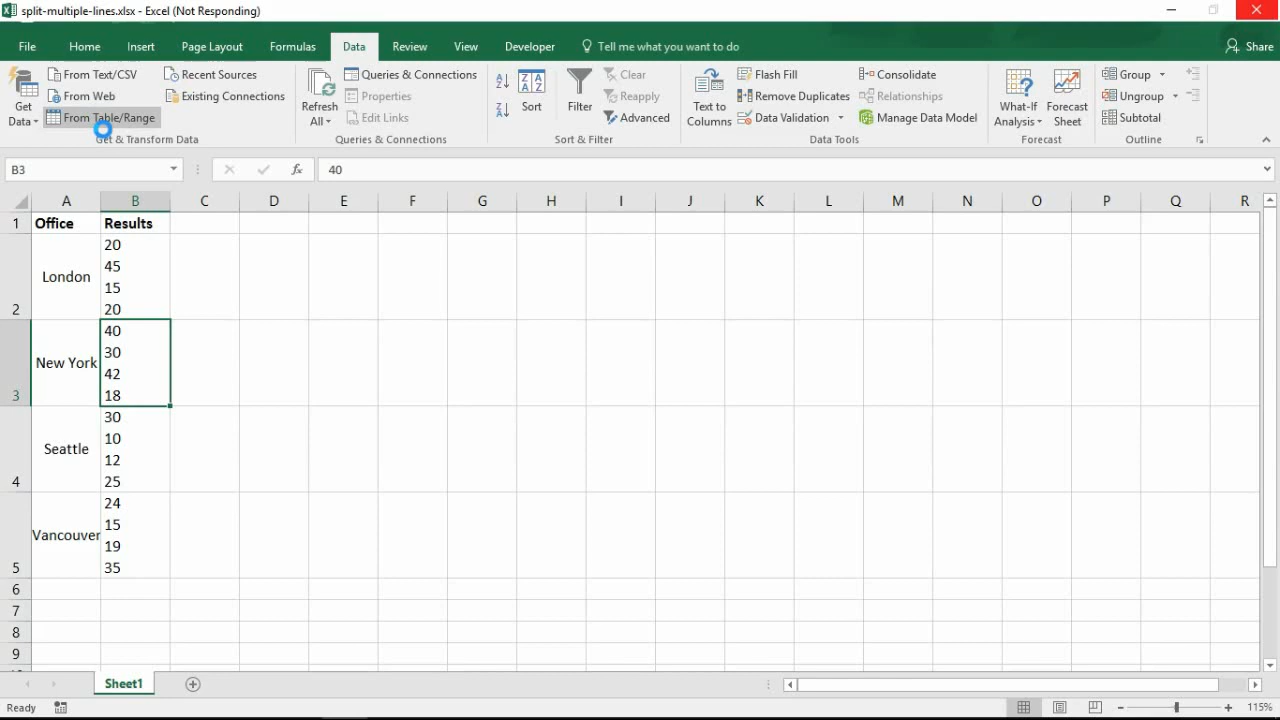 split-multiple-lines.xlsx - Excel (Not Responding)
File Home Insert Page Layout Formulas Data Review View Developer Tell me what you want to do Share
Get Data
From Text/CSV
From Web
From Table/Range
Recent Sources
Existing Connections
Get & Transform Data
Refresh All
Queries & Connections
Properties
Edit Links
Queries & Connections
Sort
Filter
Clear
Reapply
Advanced
Sort & Filter
Text to Columns
Flash Fill
Remove Duplicates
Data Validation
Consolidate
Relationships
Manage Data Model
Data Tools
What-If Analysis
Forecast Sheet
Forecast
Group
Ungroup
Subtotal
Outline
B3 fx 40
A B C D E F G H I J K L M N O P Q R
1 Office Results
20
45
London
15
2 20
40
30
New York
42
3 18
30
10
Seattle
12
4 25
24
15
Vancouver
19
5 35
6
7
8
9
Sheet1
Ready 115%